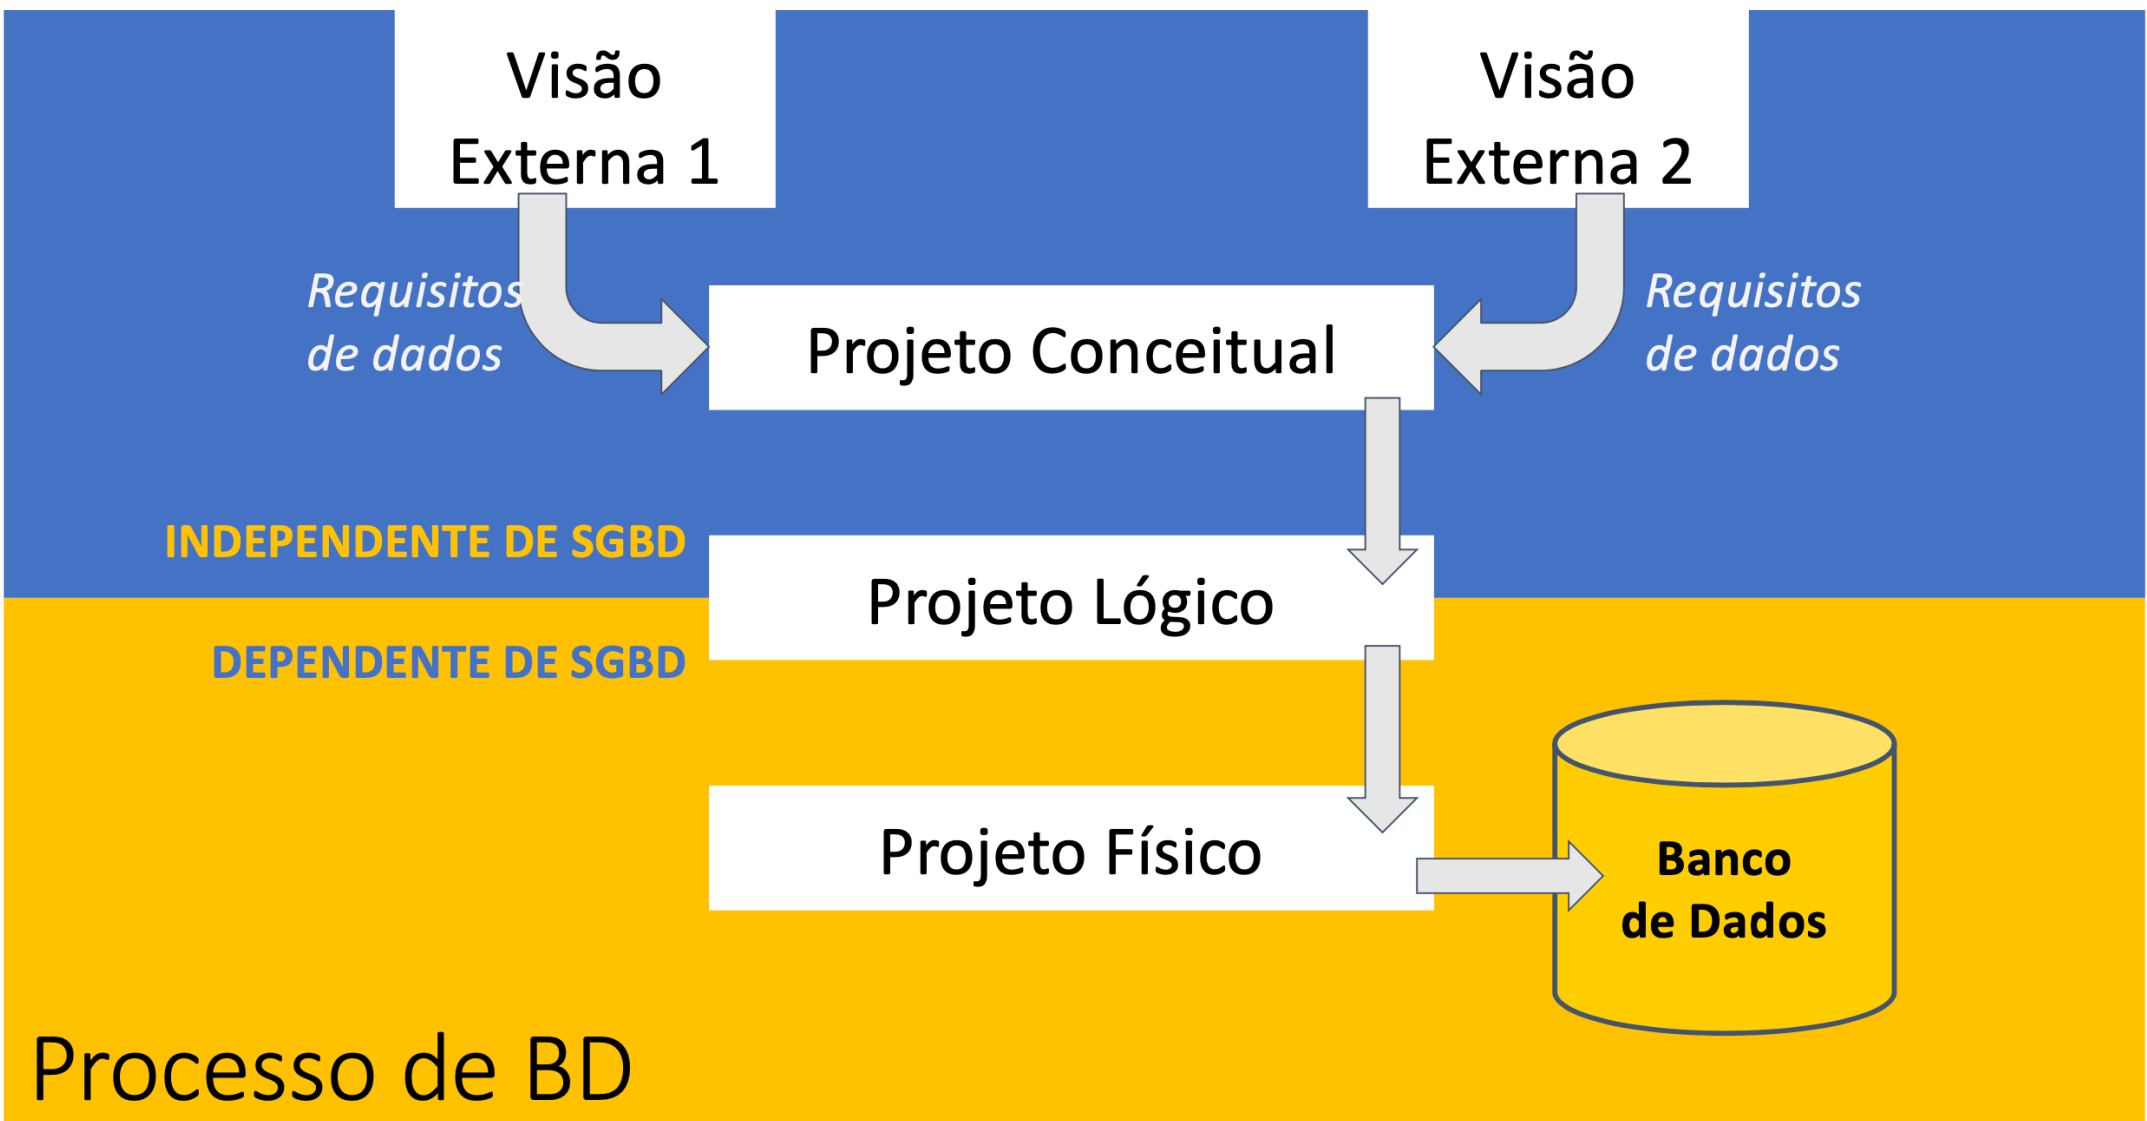 Visão
Externa 1
Visão
Externa 2
Requisitos
de dados
Requisitos
de dados
Projeto Conceitual
INDEPENDENTE DE SGBD
Projeto Lógico
DEPENDENTE DE SGBD
Projeto Físico
Banco
de Dados
Processo de BD